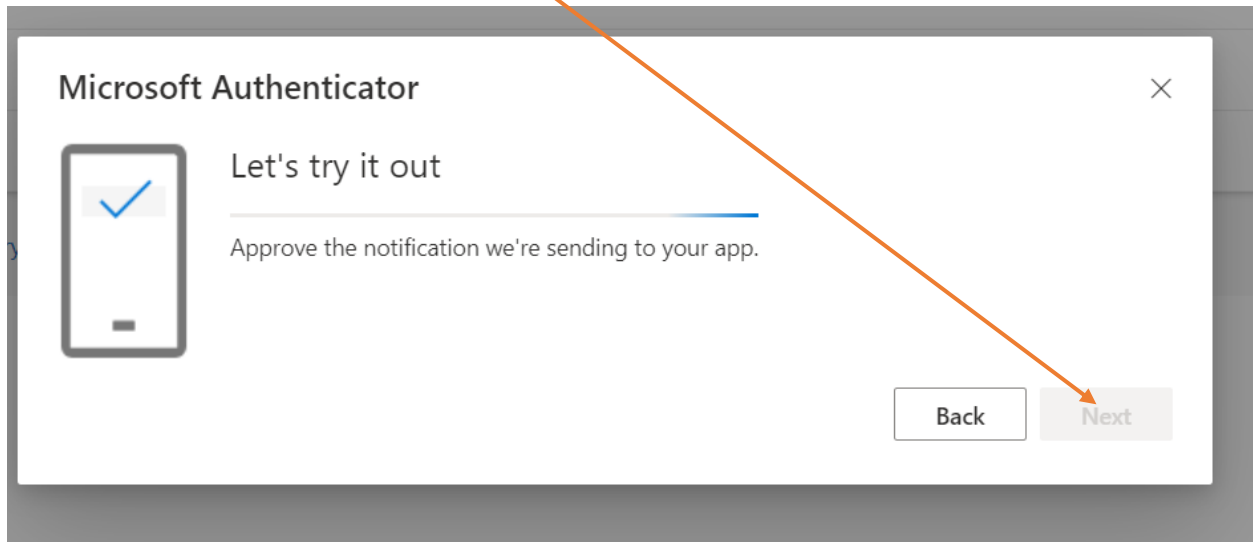 Microsoft Authenticator
Let's try it out
Approve the notification we're sending to your app.
Back
Next